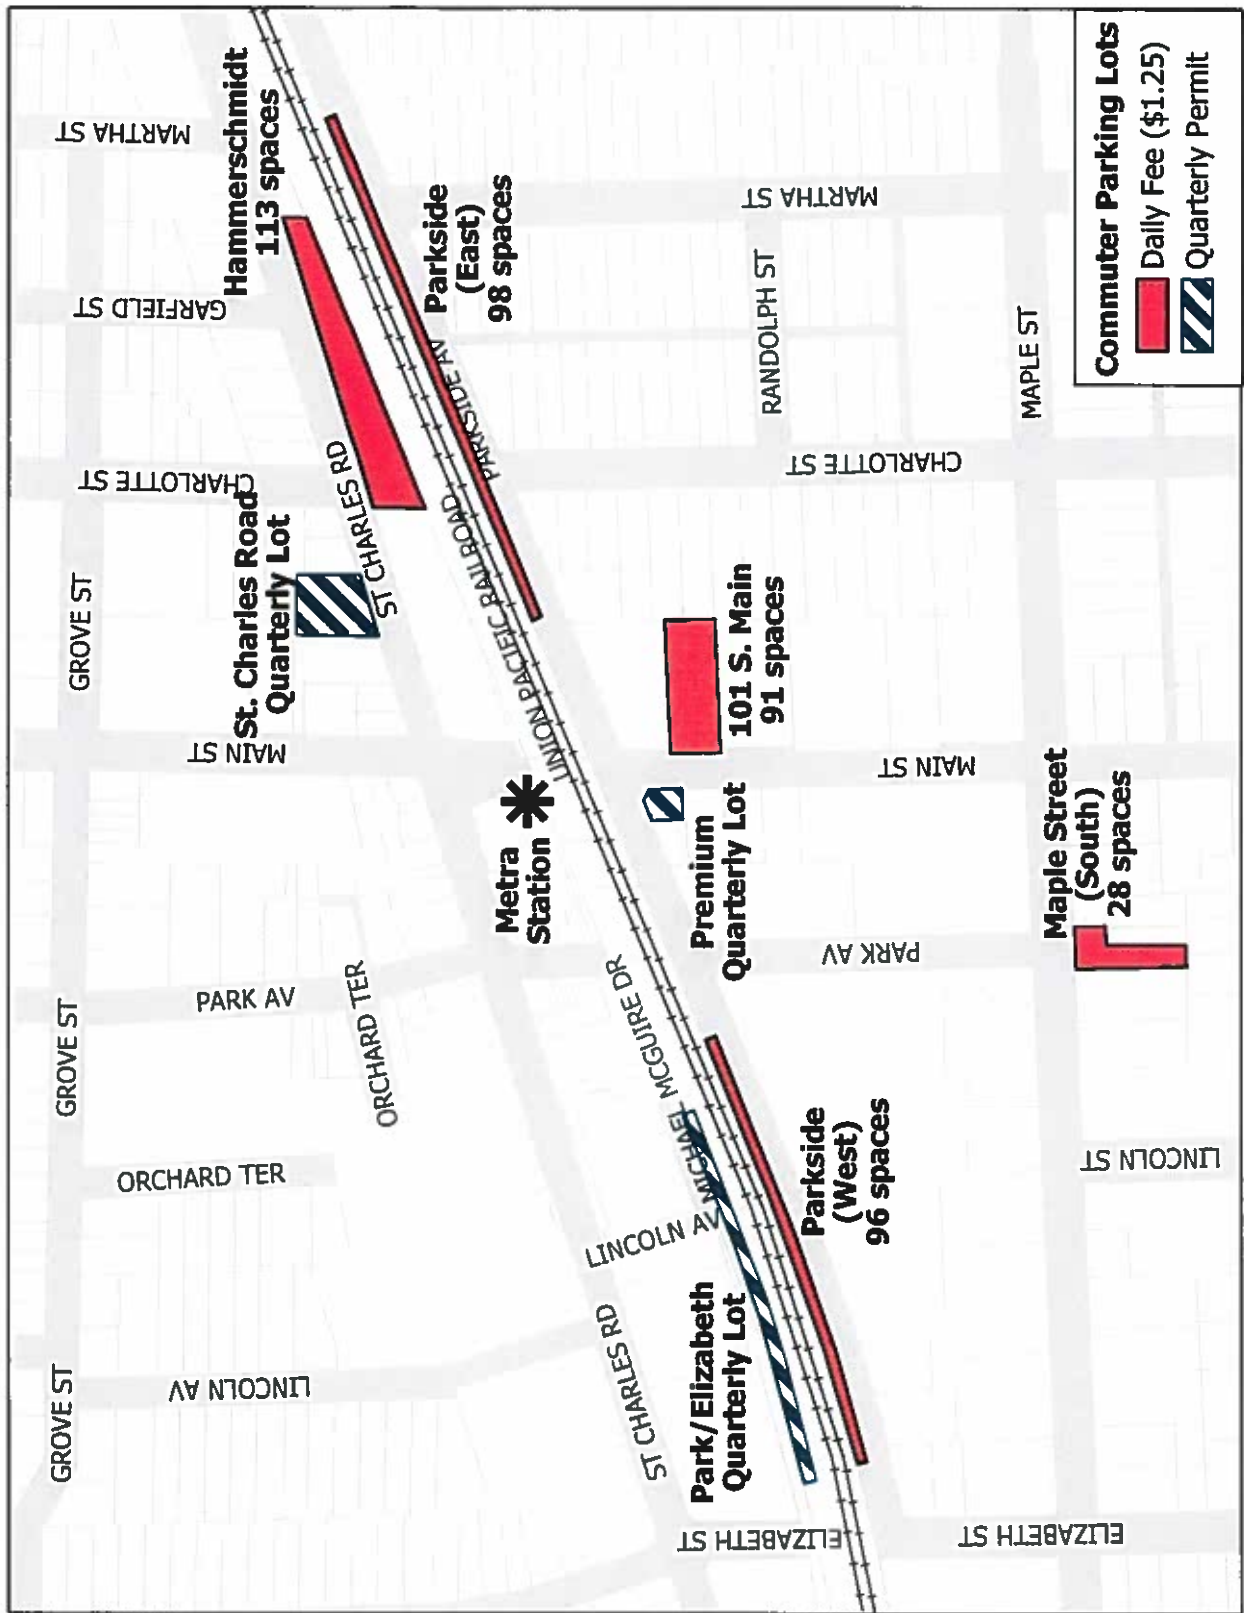 GROVE ST
GROVE ST
GROVE ST
LINCOLN AV
ORCHARD TER
PARK AV
ORCHARD TER
MAIN ST
CHARLOTTE ST
GARFIELD ST
MARTHA ST
St. Charles Road
Quarterly Lot
Hammerschmidt
113 spaces
ST CHARLES RD
ST CHARLES RD
Metra
Station
UNION PACIFIC RAILROAD
PARKSIDE AV
Parkside
(East)
98 spaces
LINCOLN AV
MICHAEL MCGUIRE DR
Park/Elizabeth
Quarterly Lot
ELIZABETH ST
Parkside
(West)
96 spaces
Premium
Quarterly Lot
101 S. Main
91 spaces
RANDOLPH ST
MARTHA ST
CHARLOTTE ST
MAIN ST
PARK AV
ELIZABETH ST
MAPLE ST
Maple Street
(South)
28 spaces
LINCOLN ST
Commuter Parking Lots
Daily Fee ($1.25)
Quarterly Permit